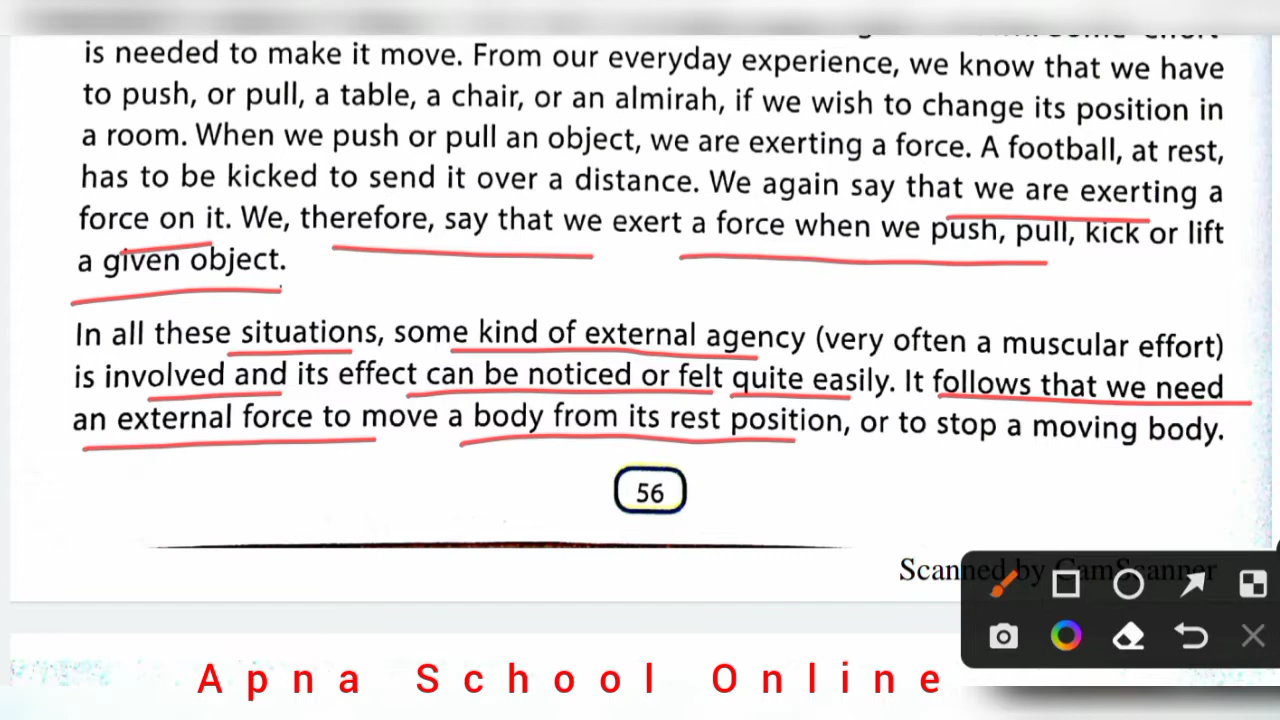 is needed to make it move. From our everyday experience, we know that we have
to push, or pull, a table, a chair, or an almirah, if we wish to change its position in
a room. When we push or pull an object, we are exerting a force. A football, at rest,
has to be kicked to send it over a distance. We again say that we are exerting a
force on it. We, therefore, say that we exert a force when we push, pull, kick or lift
a given object.
In all these situations, some kind of external agency (very often a muscular effort)
is involved and its effect can be noticed or felt quite easily. It follows that we need
an external force to move a body from its rest position, or to stop a moving body.
56
Scanned by CamScanner
Apna School Online